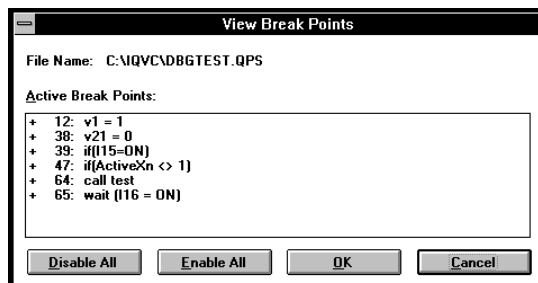 View Break Points
File Name: C:\IQVC\DBGTEST.QPS
Active Break Points:
+ 12: v1 = 1
+ 38: v21 = 0
+ 39: if(I15=ON)
+ 47: if(ActiveXn <> 1)
+ 64: call test
+ 65: wait (I16 = ON)
Disable All Enable All OK Cancel